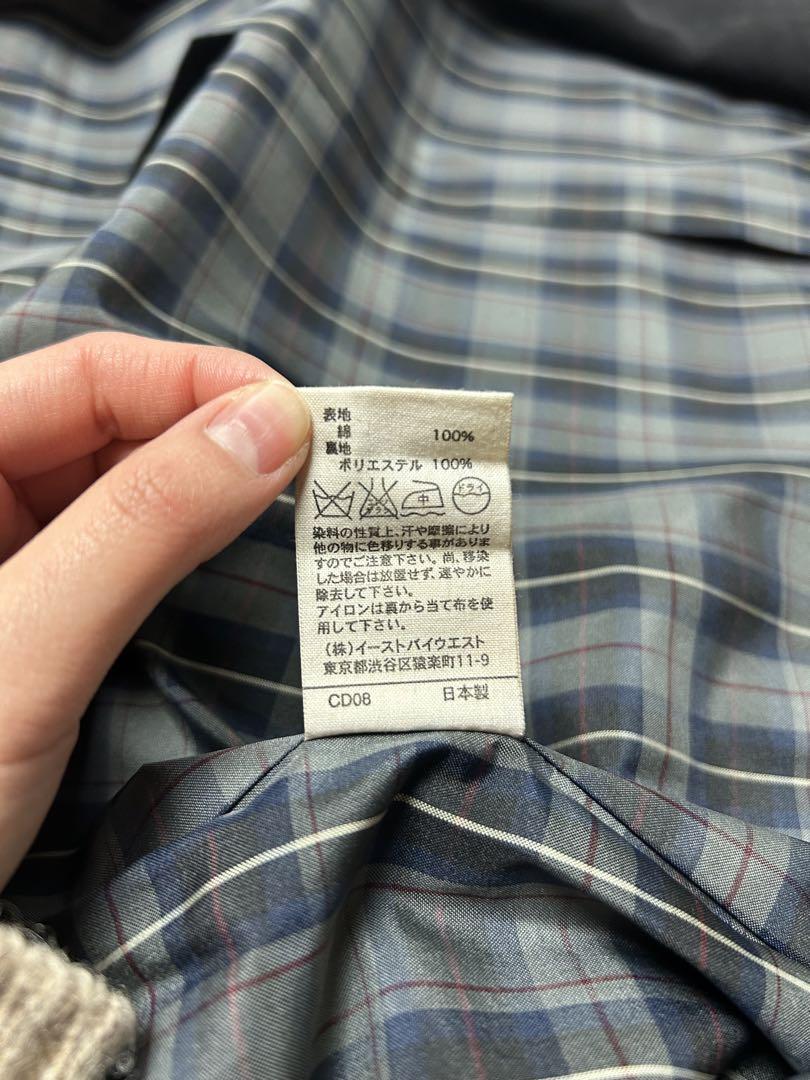 表地
綿 100%
裏地
ポリエステル 100%
中 ドライ
染料の性質上、汗や摩擦により
他の物に色移りする事がありま
すのでご注意下さい。尚、移染
した場合は放置せず、速やかに
除去して下さい。
アイロンは裏から当て布を使
用して下さい。
(株)イーストバイウエスト
東京都渋谷区猿楽町11-9
CD08 日本製